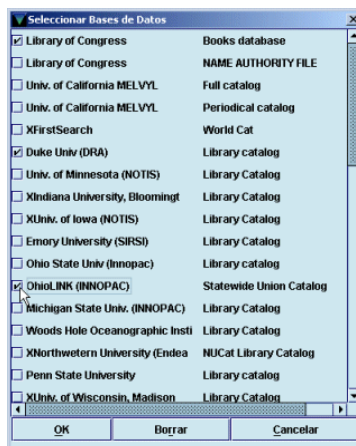 Seleccionar Bases de Datos
Library of Congress Books database
Library of Congress NAME AUTHORITY FILE
Univ. of California MELVYL Full catalog
Univ. of California MELVYL Periodical catalog
XFirstSearch World Cat
Duke Univ (DRA) Library catalog
Univ. of Minnesota (NOTIS) Library Catalog
XIndiana University, Bloomingt Library Catalog
XUniv. of Iowa (NOTIS) Library Catalog
Emory University (SIRSI) Library Catalog
Ohio State Univ (Innopac) Library catalog
OhioLINK (INNOPAC) Statewide Union Catalog
Michigan State Univ. (INNOPAC) Library Catalog
Woods Hole Oceanographic Insti Library Catalog
XNorthwetern University (Endea NUCat Library Catalog
Penn State University Library catalog
XUniv. of Wisconsin, Madison Library Catalog
OK Borrar Cancelar